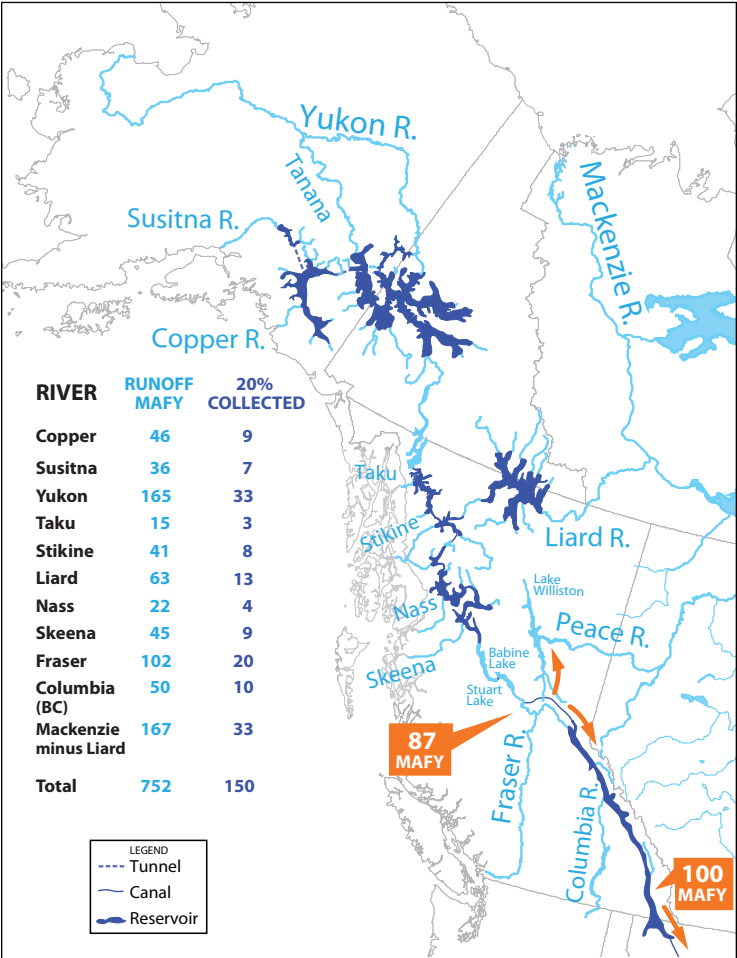 Yukon R.
Tanana
Mackenzie R.
Susitna R.
Copper R.
RIVER RUNOFF MAFY 20% COLLECTED
Copper 46 9
Susitna 36 7
Yukon 165 33
Taku 15 3
Stikine 41 8
Liard 63 13
Nass 22 4
Skeena 45 9
Fraser 102 20
Columbia (BC) 50 10
Mackenzie minus Liard 167 33
Total 752 150
Taku
Stikine
Liard R.
Nass
Lake
Williston
Peace R.
Skeena
Babine
Lake
Stuart
Lake
87
MAFY
Fraser R.
Columbia R.
100
MAFY
LEGEND
Tunnel
Canal
Reservoir